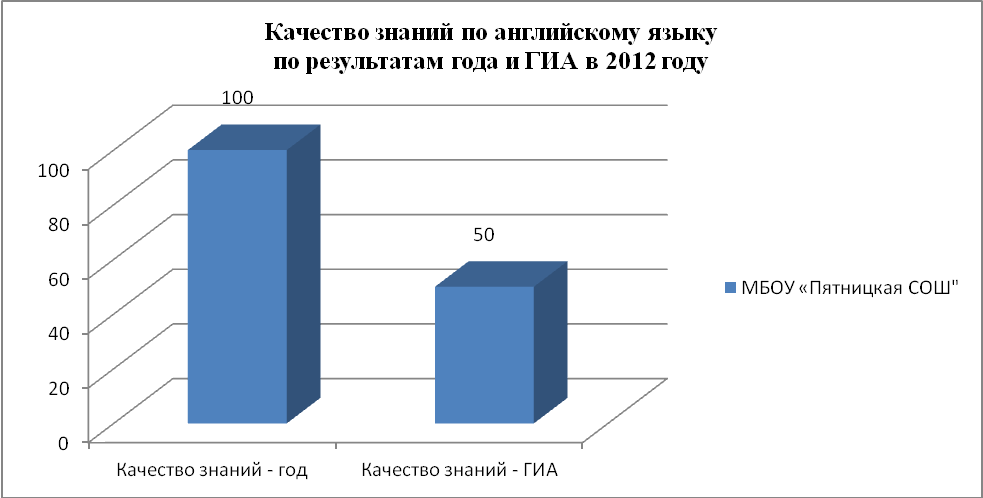 Качество знаний по английскому языку
по результатам года и ГИА в 2012 году
100
50
100
80
60
40
20
0
Качество знаний - год
Качество знаний - ГИА
МБОУ «Пятницкая СОШ"